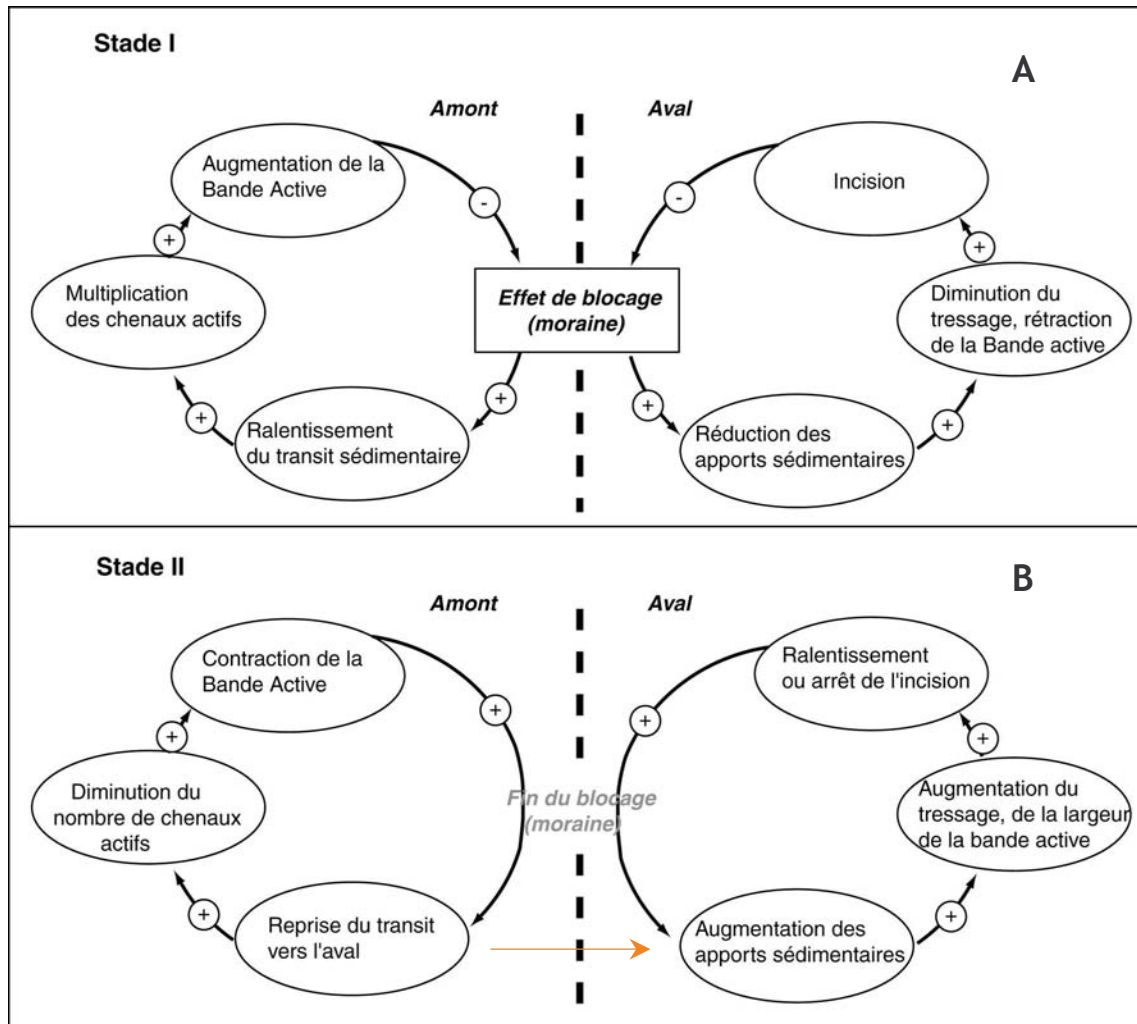 Stade I
A
Amont
Aval
Augmentation de la
Bande Active
-
-
Incision
+
+
Multiplication
des chenaux actifs
Effet de blocage
(moraine)
Diminution du
tressage, rétraction
de la Bande active
+
+
+
+
Ralentissement
du transit sédimentaire
Réduction des
apports sédimentaires
Stade II
B
Amont
Aval
Contraction de la
Bande Active
Ralentissement
ou arrêt de l'incision
+
+
+
+
Diminution du
nombre de chenaux
actifs
Fin du blocage
(moraine)
Augmentation du
tressage, de la largeur
de la bande active
+
+
Reprise du transit
vers l'aval
Augmentation des
apports sédimentaires